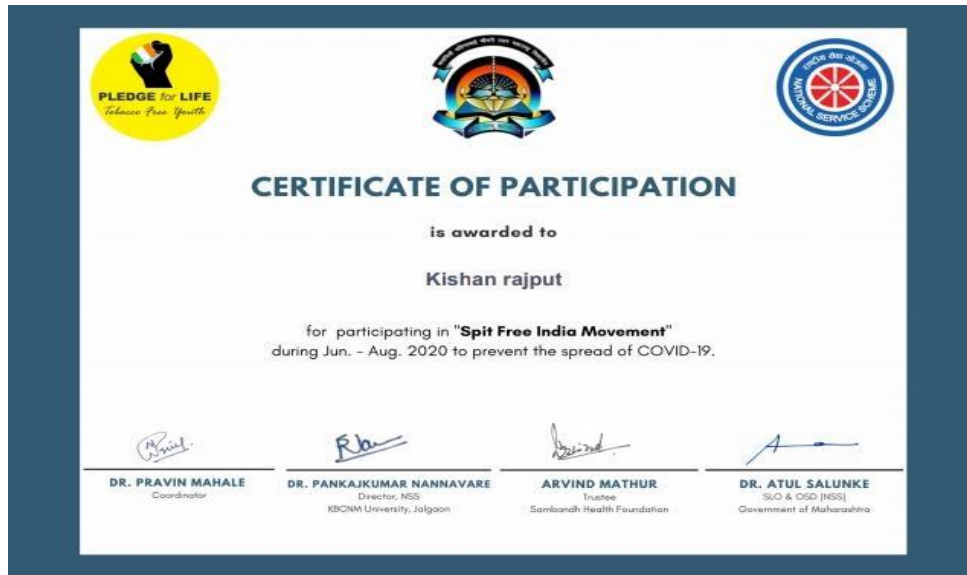 PLEDGE for LIFE
Tobacco Free Youth
राष्ट्रीय सेवा योजना
NATIONAL SERVICE SCHEME
CERTIFICATE OF PARTICIPATION
is awarded to
Kishan rajput
for participating in "Spit Free India Movement"
during Jun. - Aug. 2020 to prevent the spread of COVID-19.
DR. PRAVIN MAHALE
Coordinator
DR. PANKAJKUMAR NANNAVARE
Director, NSS
KBCNM University, Jalgaon
ARVIND MATHUR
Trustee
Sambandh Health Foundation
DR. ATUL SALUNKE
SLO & OSD (NSS)
Government of Maharashtra